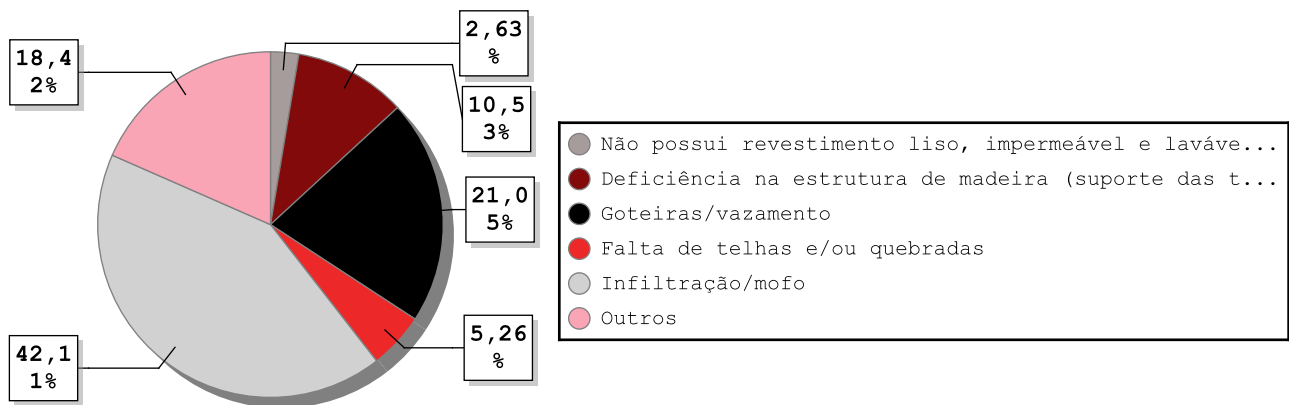 2,63
%
18,4
2%
10,5
3%
21,0
5%
5,26
%
42,1
1%
Não possui revestimento liso, impermeável e laváve...
Deficiência na estrutura de madeira (suporte das t...
Goteiras/vazamento
Falta de telhas e/ou quebradas
Infiltração/mofo
Outros